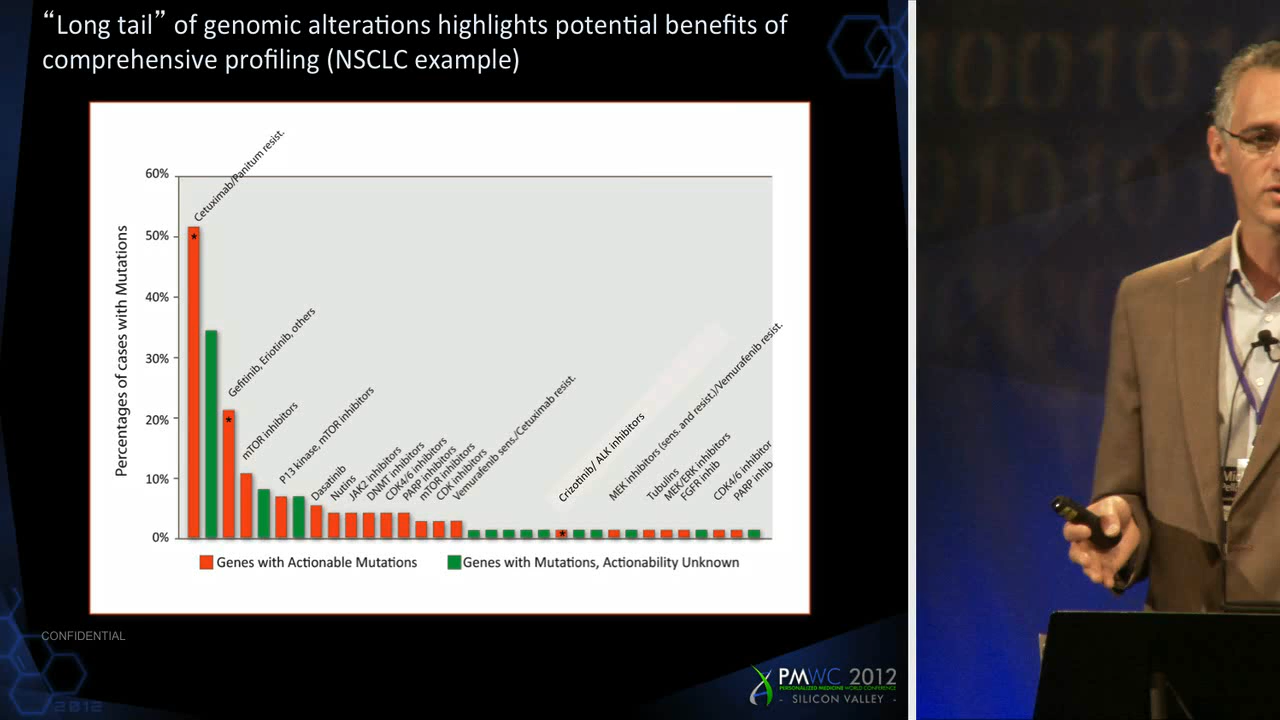 “Long tail” of genomic alterations highlights potential benefits of
comprehensive profiling (NSCLC example)
Percentages of cases with Mutations
60%
50%
40%
30%
20%
10%
0%
Cetuximab/Panitum resist.
Gefitinib, Erlotinib, others
mTOR inhibitors
P13 kinase, mTOR inhibitors
Dasatinib
Nutlins
JAK2 inhibitors
DNMT inhibitors
CDK4/6 inhibitors
PARP inhibitors
mTOR inhibitors
CDK inhibitors
Vemurafenib sens./Cetuximab resist.
Crizotinib/ ALK inhibitors
MEK inhibitors (sens. and resist.)/Vemurafenib resist.
Tubulins
MEK/ERK inhibitors
FGFR inhib
CDK4/6 inhibitor
PARP inhib
Genes with Actionable Mutations
Genes with Mutations, Actionability Unknown
CONFIDENTIAL
2012
PMWC 2012
PERSONALIZED MEDICINE WORLD CONFERENCE
- SILICON VALLEY -